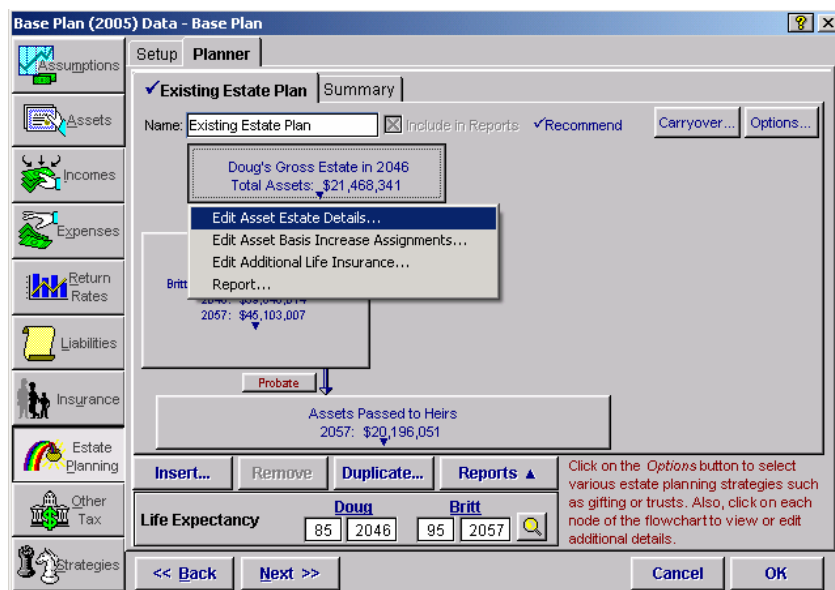 Base Plan (2005) Data - Base Plan
Assumptions
Assets
Incomes
Expenses
Return
Rates
Liabilities
Insurance
Estate
Planning
Other
Tax
Strategies
Setup Planner
Existing Estate Plan Summary
Name: Existing Estate Plan Include in Reports Recommend Carryover... Options...
Doug's Gross Estate in 2046
Total Assets: $21,468,341
Edit Asset Estate Details...
Edit Asset Basis Increase Assignments...
Edit Additional Life Insurance...
Report...
Britt
2057: $45,103,007
Probate
Assets Passed to Heirs
2057: $20,196,051
Insert... Remove Duplicate... Reports ▲
Life Expectancy Doug Britt
85 2046 95 2057
Click on the Options button to select
various estate planning strategies such
as gifting or trusts. Also, click on each
node of the flowchart to view or edit
additional details.
<< Back Next >> Cancel OK